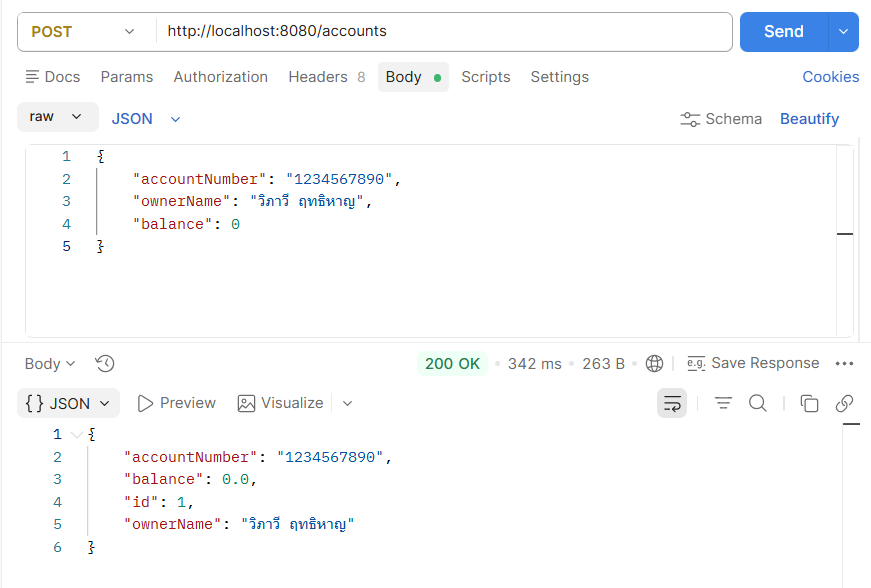 POST http://localhost:8080/accounts Send
Docs Params Authorization Headers 8 Body Scripts Settings Cookies
raw JSON Schema Beautify
1 {
2 "accountNumber": "1234567890",
3 "ownerName": "วิภาวี ฤทธิหาญ",
4 "balance": 0
5 }
Body 200 OK 342 ms 263 B e.g. Save Response
{} JSON Preview Visualize
1 {
2 "accountNumber": "1234567890",
3 "balance": 0.0,
4 "id": 1,
5 "ownerName": "วิภาวี ฤทธิหาญ"
6 }